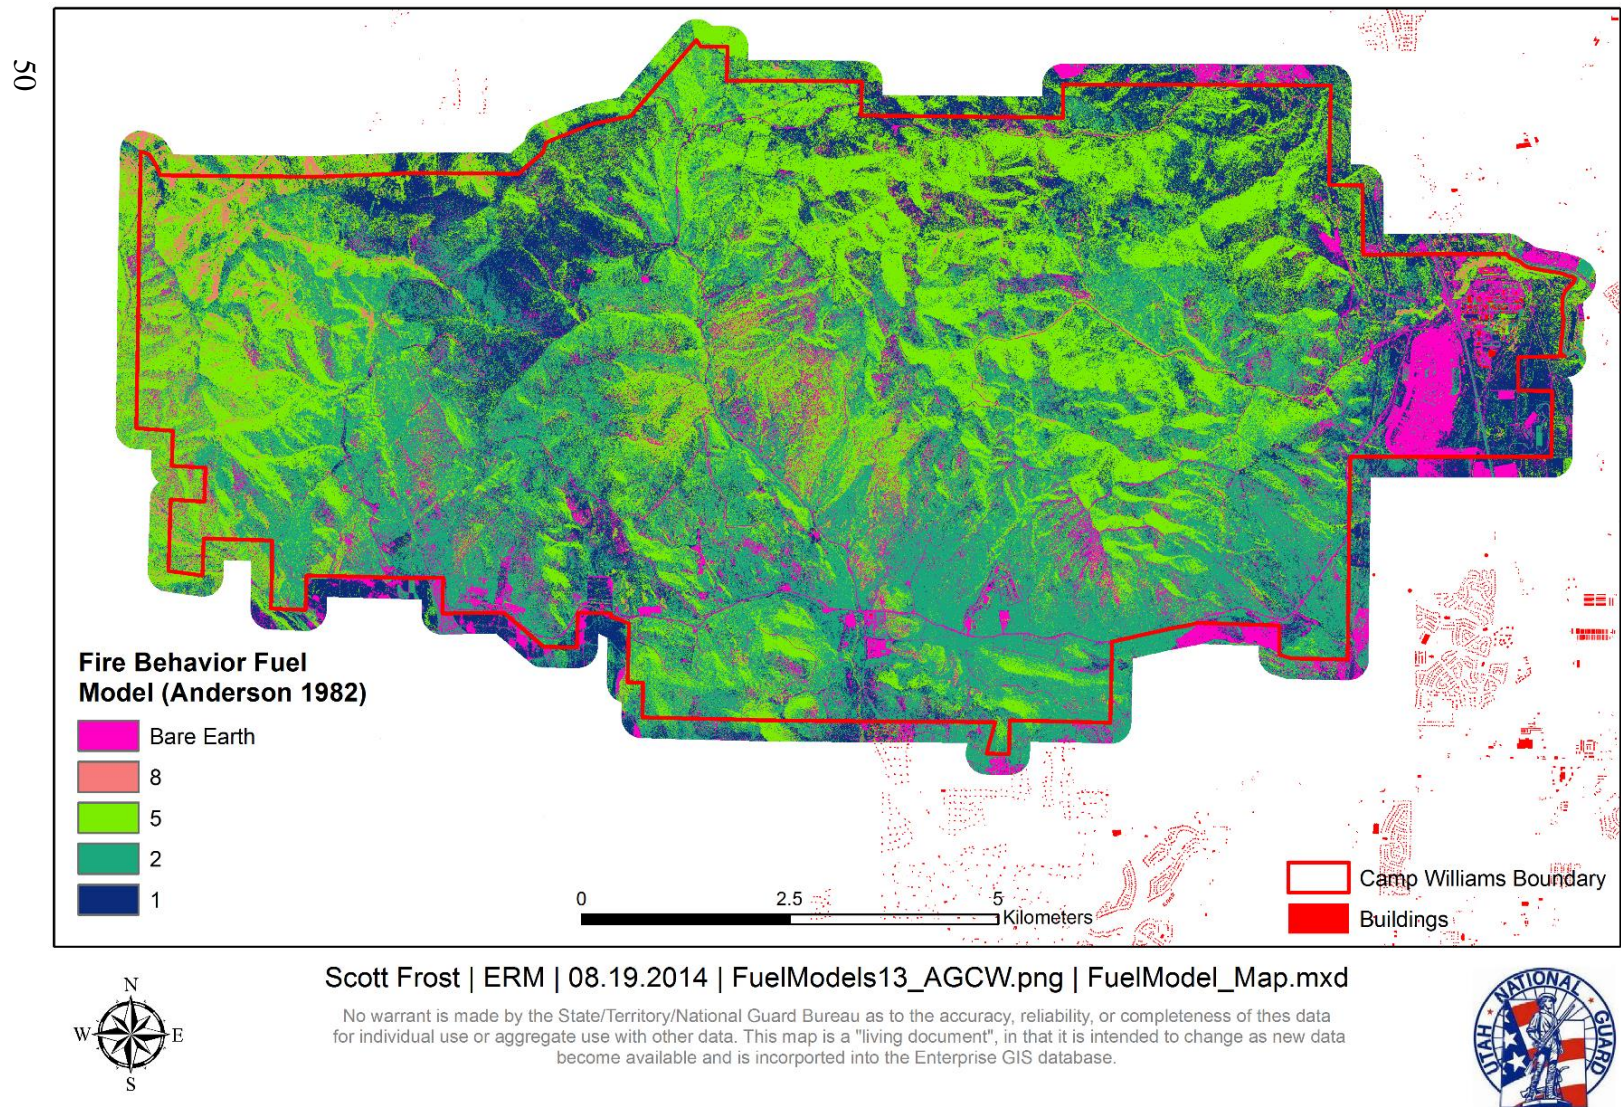 50
Fire Behavior Fuel
Model (Anderson 1982)
Bare Earth
8
5
2
1
0
2.5
5
Kilometers
Camp Williams Boundary
Buildings
Scott Frost | ERM | 08.19.2014 | FuelModels13_AGCW.png | FuelModel_Map.mxd
No warrant is made by the State/Territory/National Guard Bureau as to the accuracy, reliability, or completeness of thes data
for individual use or aggregate use with other data. This map is a "living document", in that it is intended to change as new data
become available and is incorported into the Enterprise GIS database.
N
W
E
S
UTAH NATIONAL GUARD